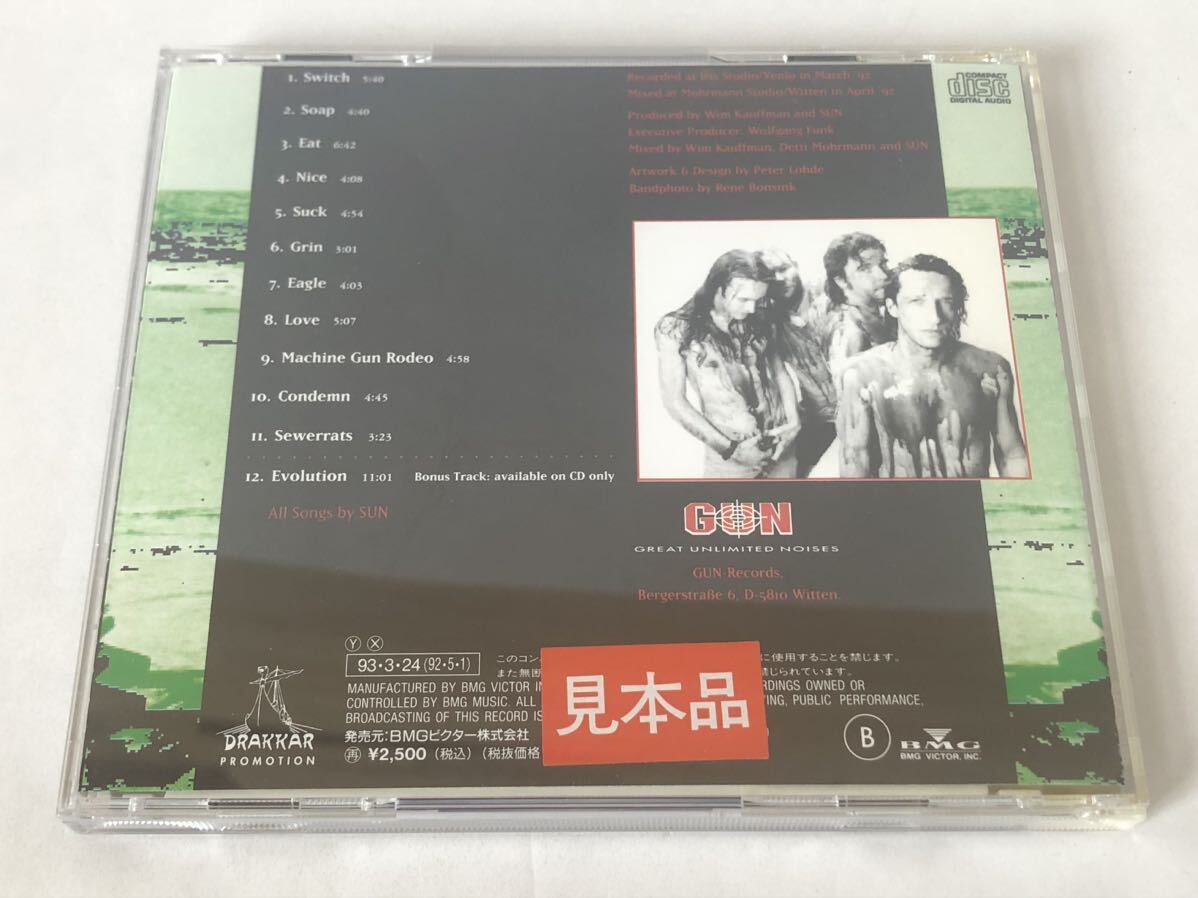 1. Switch 5:40
2. Soap 4:40
3. Eat 6:42
4. Nice 4:08
5. Suck 4:54
6. Grin 3:01
7. Eagle 4:03
8. Love 5:07
9. Machine Gun Rodeo 4:58
10. Condemn 4:45
11. Sewerrats 3:23
12. Evolution 11:01 Bonus Track: available on CD only
All Songs by SUN
Recorded at Studio/Venlo in March '92
Mixed at Mohrmann Studio/Witten in April '92
Produced by Wim Kauffman and SUN
Executive Producer: Wolfgang Funk
Mixed by Wim Kauffman, Detti Mohrmann and SUN
Artwork & Design by Peter Lohde
Bandphoto by Rene Bonsink
COMPACT
disc
DIGITAL AUDIO
GUN
GREAT UNLIMITED NOISES
GUN-Records,
Bergerstraße 6, D-5810 Witten.
Y X
93・3・24 (92・5・1)
このコン に使用することを禁じます。
また無断 禁じられています。
MANUFACTURED BY BMG VICTOR IN RDINGS OWNED OR
CONTROLLED BY BMG MUSIC. ALL YING, PUBLIC PERFORMANCE,
BROADCASTING OF THIS RECORD IS
発売元:BMGビクター株式会社
再 ¥2,500 (税込) (税抜価格
見本品
DRAKKAR
PROMOTION
B
BMG
BMG VICTOR, INC.